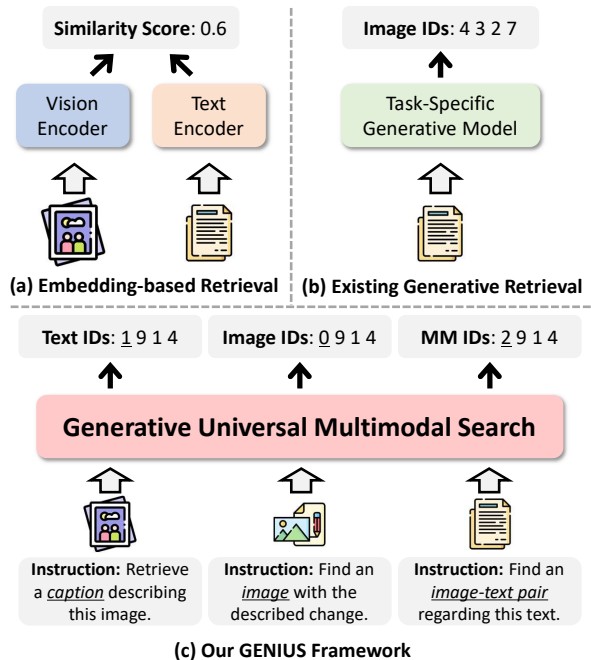 Similarity Score: 0.6
Vision
Encoder
Text
Encoder
(a) Embedding-based Retrieval
Image IDs: 4 3 2 7
Task-Specific
Generative Model
(b) Existing Generative Retrieval
Text IDs: 1 9 1 4
Image IDs: 0 9 1 4
MM IDs: 2 9 1 4
Generative Universal Multimodal Search
Instruction: Retrieve
a caption describing
this image.
Instruction: Find an
image with the
described change.
Instruction: Find an
image-text pair
regarding this text.
(c) Our GENIUS Framework